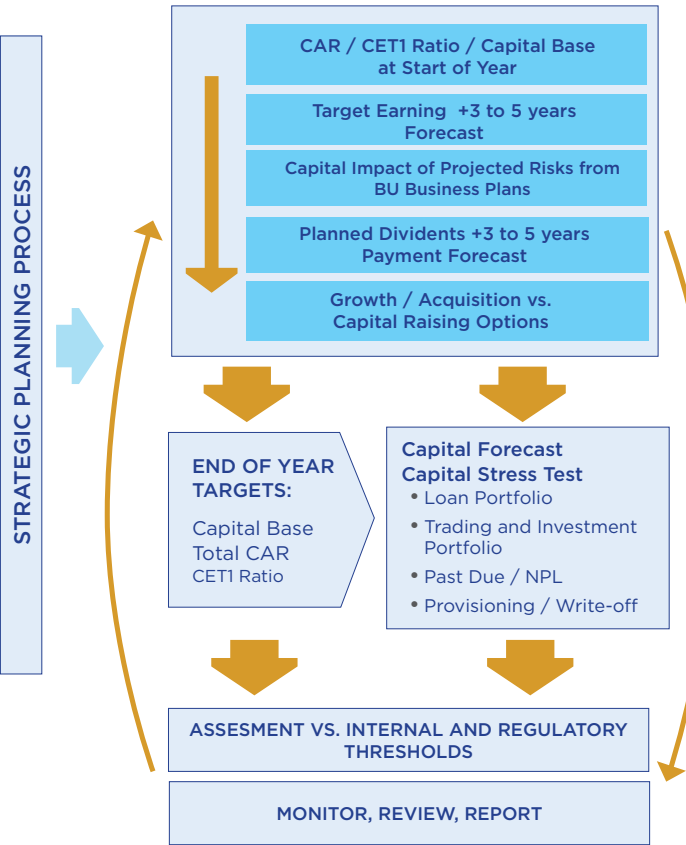 STRATEGIC PLANNING PROCESS
CAR / CET1 Ratio / Capital Base
at Start of Year
Target Earning +3 to 5 years
Forecast
Capital Impact of Projected Risks from
BU Business Plans
Planned Dividents +3 to 5 years
Payment Forecast
Growth / Acquisition vs.
Capital Raising Options
END OF YEAR
TARGETS:
Capital Base
Total CAR
CET1 Ratio
Capital Forecast
Capital Stress Test
• Loan Portfolio
• Trading and Investment
Portfolio
• Past Due / NPL
• Provisioning / Write-off
ASSESMENT VS. INTERNAL AND REGULATORY
THRESHOLDS
MONITOR, REVIEW, REPORT